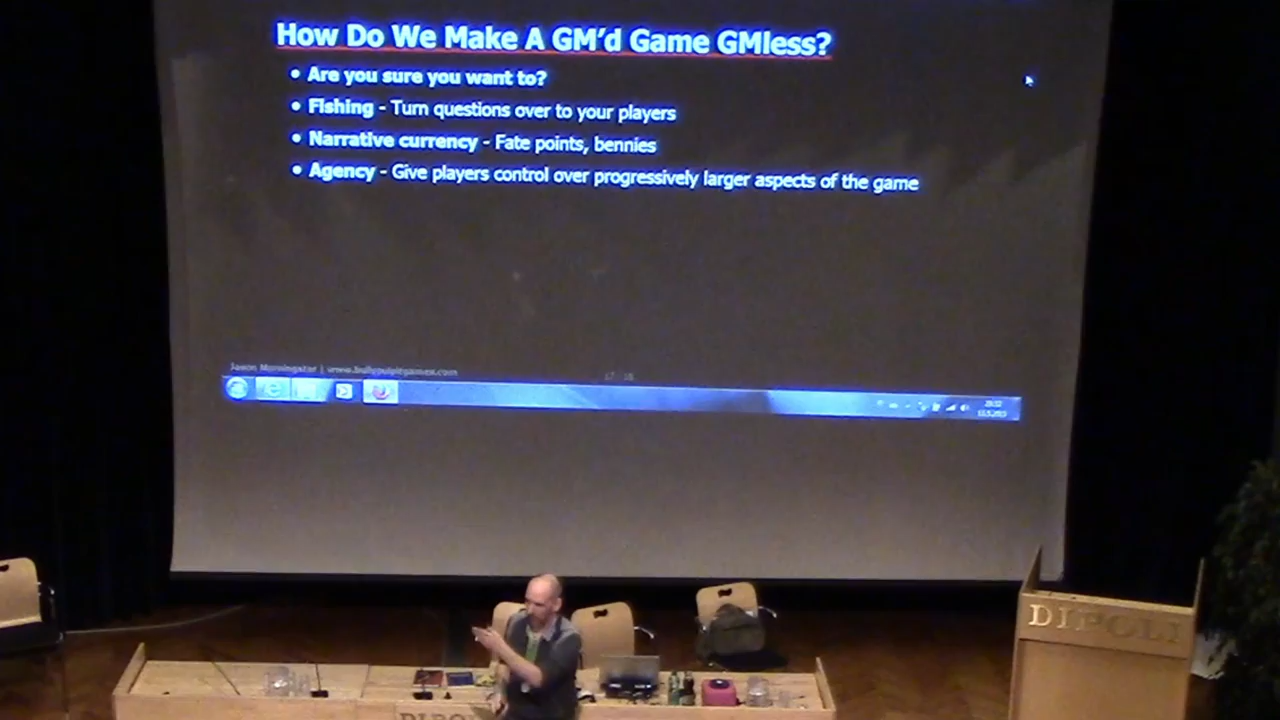 How Do We Make A GM'd Game GMless?
• Are you sure you want to?
• Fishing - Turn questions over to your players
• Narrative currency - Fate points, bennies
• Agency - Give players control over progressively larger aspects of the game
www.bullypulpitgames.com
DIPOLI
DIPOLI